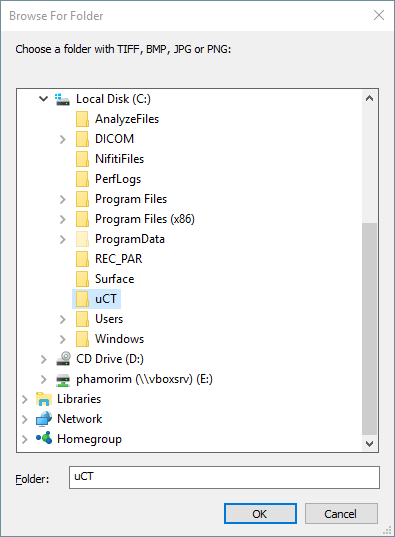 Browse For Folder
Choose a folder with TIFF, BMP, JPG or PNG:
Local Disk (C:)
AnalyzeFiles
DICOM
NifitiFiles
PerfLogs
Program Files
Program Files (x86)
ProgramData
REC_PAR
Surface
uCT
Users
Windows
CD Drive (D:)
phamorim (\\vboxsrv) (E:)
Libraries
Network
Homegroup
Folder: uCT
OK Cancel